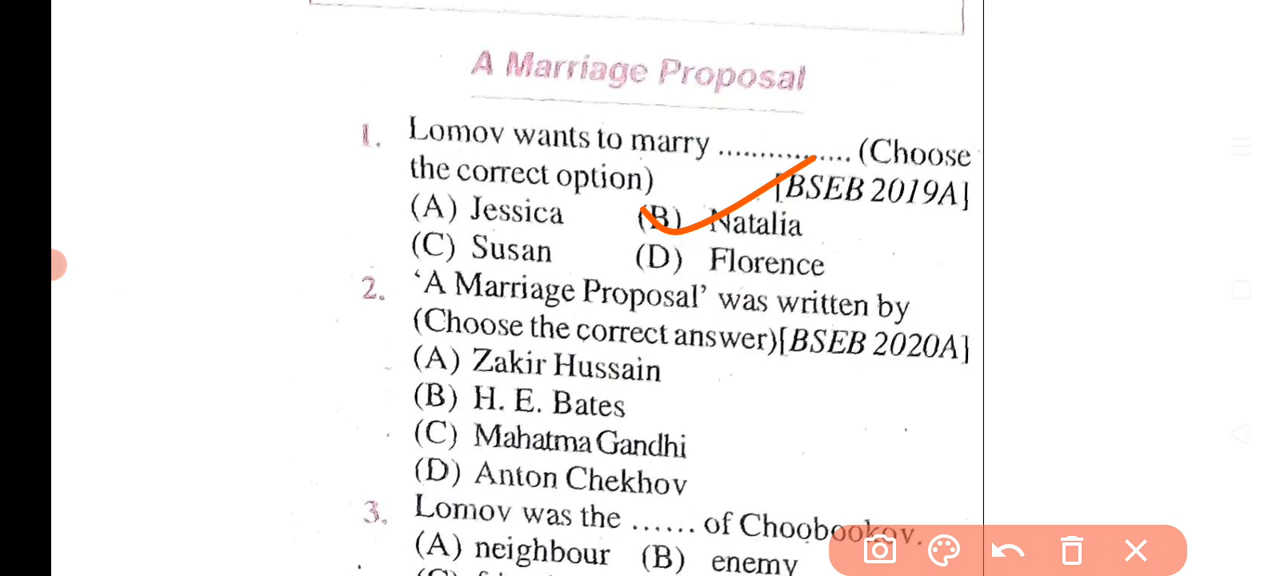 A Marriage Proposal
1. Lomov wants to marry ................ (Choose
the correct option) [BSEB 2019A]
(A) Jessica (B) Natalia
(C) Susan (D) Florence
2. ‘A Marriage Proposal’ was written by
(Choose the correct answer)[BSEB 2020A]
(A) Zakir Hussain
(B) H. E. Bates
(C) Mahatma Gandhi
(D) Anton Chekhov
3. Lomov was the ...... of Choobookov.
(A) neighbour (B) enemy